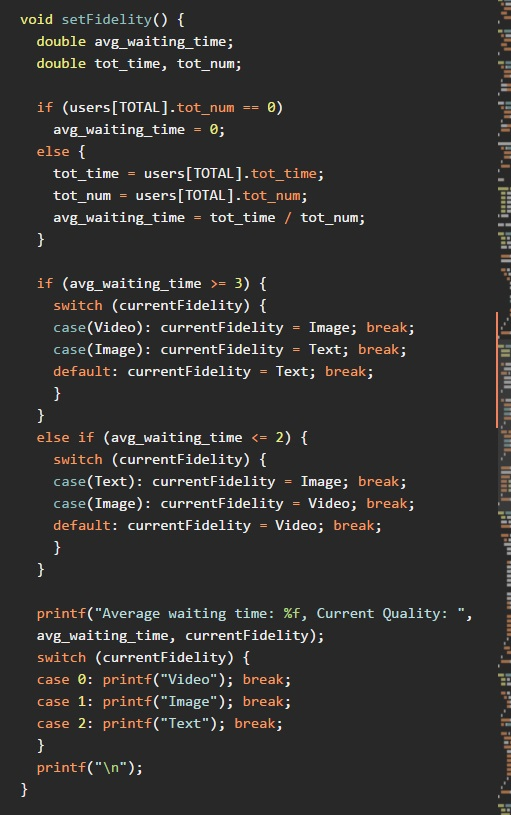 void setFidelity() {
double avg_waiting_time;
double tot_time, tot_num;
if (users[TOTAL].tot_num == 0)
avg_waiting_time = 0;
else {
tot_time = users[TOTAL].tot_time;
tot_num = users[TOTAL].tot_num;
avg_waiting_time = tot_time / tot_num;
}
if (avg_waiting_time >= 3) {
switch (currentFidelity) {
case(Video): currentFidelity = Image; break;
case(Image): currentFidelity = Text; break;
default: currentFidelity = Text; break;
}
}
else if (avg_waiting_time <= 2) {
switch (currentFidelity) {
case(Text): currentFidelity = Image; break;
case(Image): currentFidelity = Video; break;
default: currentFidelity = Video; break;
}
}
printf("Average waiting time: %f, Current Quality: ",
avg_waiting_time, currentFidelity);
switch (currentFidelity) {
case 0: printf("Video"); break;
case 1: printf("Image"); break;
case 2: printf("Text"); break;
}
printf("\n");
}